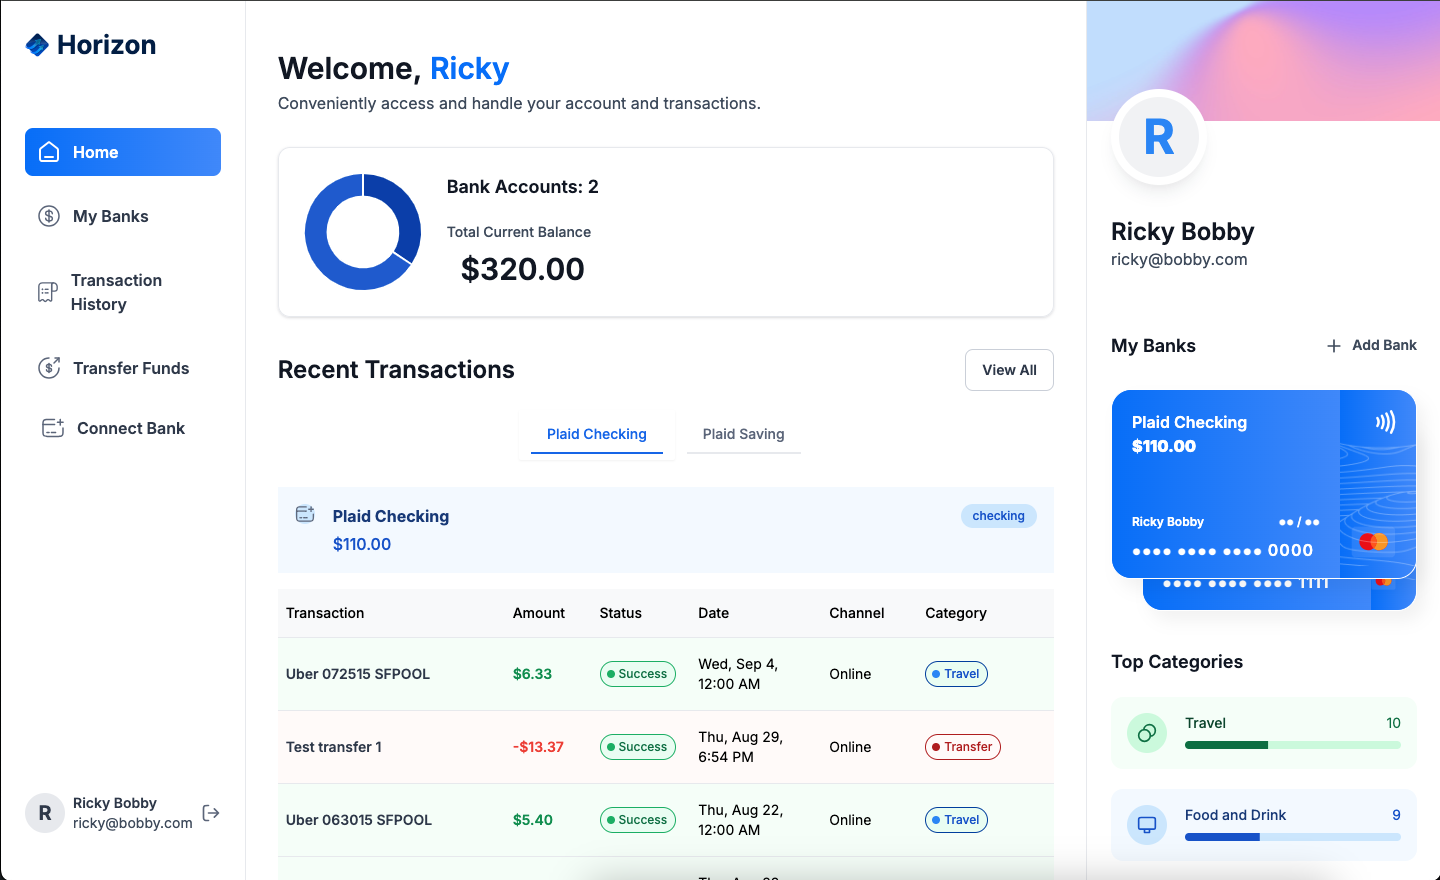 Horizon
Home
My Banks
Transaction
History
Transfer Funds
Connect Bank
R
Ricky Bobby
ricky@bobby.com
Welcome, Ricky
Conveniently access and handle your account and transactions.
Bank Accounts: 2
Total Current Balance
$320.00
Recent Transactions
View All
Plaid Checking
Plaid Saving
Plaid Checking
$110.00
checking
Transaction Amount Status Date Channel Category
Uber 072515 SFPOOL $6.33 Success Wed, Sep 4, 12:00 AM Online Travel
Test transfer 1 -$13.37 Success Thu, Aug 29, 6:54 PM Online Transfer
Uber 063015 SFPOOL $5.40 Success Thu, Aug 22, 12:00 AM Online Travel
R
Ricky Bobby
ricky@bobby.com
My Banks
+ Add Bank
Plaid Checking
$110.00
Ricky Bobby ●● / ●●
●●●● ●●●● ●●●● 0000
●●●● ●●●● ●●●● 1111
Top Categories
Travel 10
Food and Drink 9